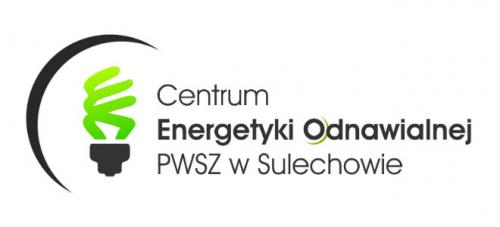 Centrum
Energetyki Odnawialnej
PWSZ w Sulechowie